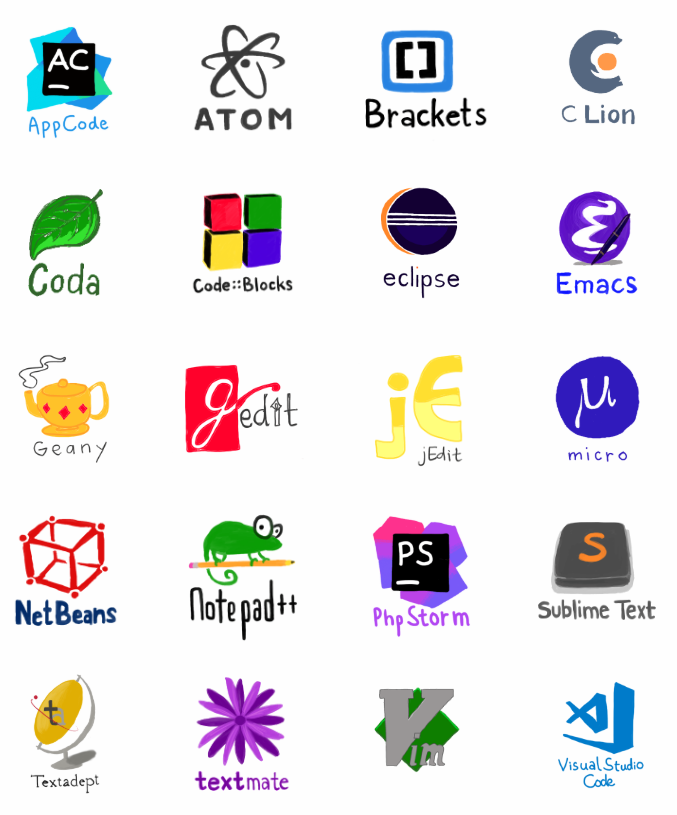 AC
AppCode
ATOM
[]
Brackets
C Lion
Coda
Code::Blocks
eclipse
Emacs
Geany
gedit
jE
jEdit
μ
micro
NetBeans
Notepad++
PS
PhpStorm
S
Sublime Text
ta
Textadept
textmate
Vim
Visual Studio
Code